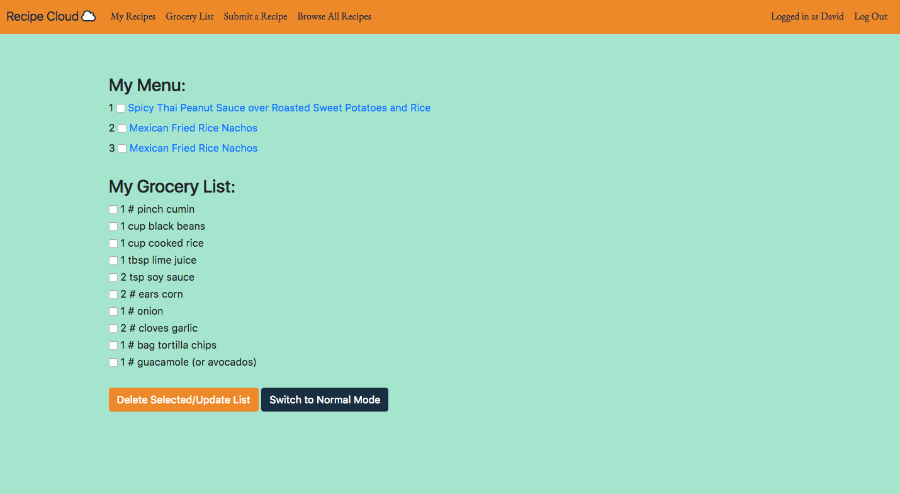 Recipe Cloud My Recipes Grocery List Submit a Recipe Browse All Recipes Logged in as David Log Out
My Menu:
1 Spicy Thai Peanut Sauce over Roasted Sweet Potatoes and Rice
2 Mexican Fried Rice Nachos
3 Mexican Fried Rice Nachos
My Grocery List:
1 # pinch cumin
1 cup black beans
1 cup cooked rice
1 tbsp lime juice
2 tsp soy sauce
2 # ears corn
1 # onion
2 # cloves garlic
1 # bag tortilla chips
1 # guacamole (or avocados)
Delete Selected/Update List Switch to Normal Mode